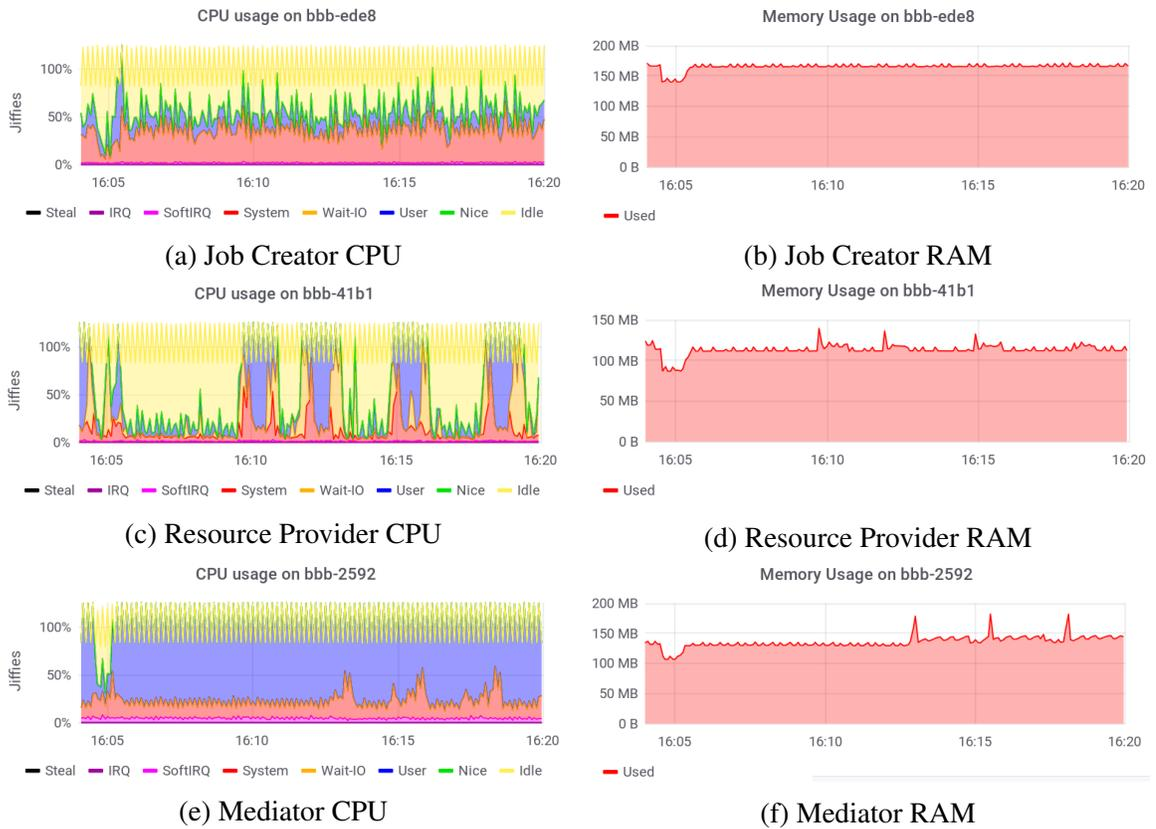 CPU usage on bbb-ede8
Jiffies
100%
50%
0%
16:05 16:10 16:15 16:20
Steal IRQ SoftIRQ System Wait-IO User Nice Idle
(a) Job Creator CPU
Memory Usage on bbb-ede8
200 MB
150 MB
100 MB
50 MB
0 B
16:05 16:10 16:15 16:20
Used
(b) Job Creator RAM
CPU usage on bbb-41b1
Jiffies
100%
50%
0%
16:05 16:10 16:15 16:20
Steal IRQ SoftIRQ System Wait-IO User Nice Idle
(c) Resource Provider CPU
Memory Usage on bbb-41b1
150 MB
100 MB
50 MB
0 B
16:05 16:10 16:15 16:20
Used
(d) Resource Provider RAM
CPU usage on bbb-2592
Jiffies
100%
50%
0%
16:05 16:10 16:15 16:20
Steal IRQ SoftIRQ System Wait-IO User Nice Idle
(e) Mediator CPU
Memory Usage on bbb-2592
200 MB
150 MB
100 MB
50 MB
0 B
16:05 16:10 16:15 16:20
Used
(f) Mediator RAM